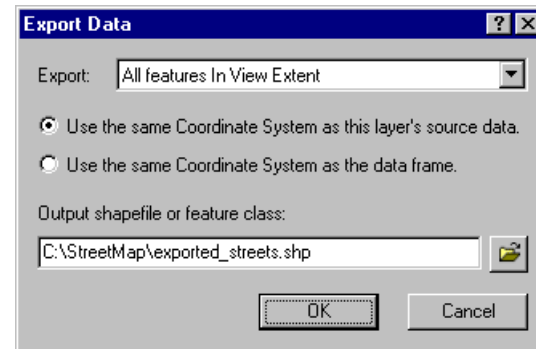 Export Data
Export: All features In View Extent
Use the same Coordinate System as this layer's source data.
Use the same Coordinate System as the data frame.
Output shapefile or feature class:
C:\StreetMap\exported_streets.shp
OK Cancel